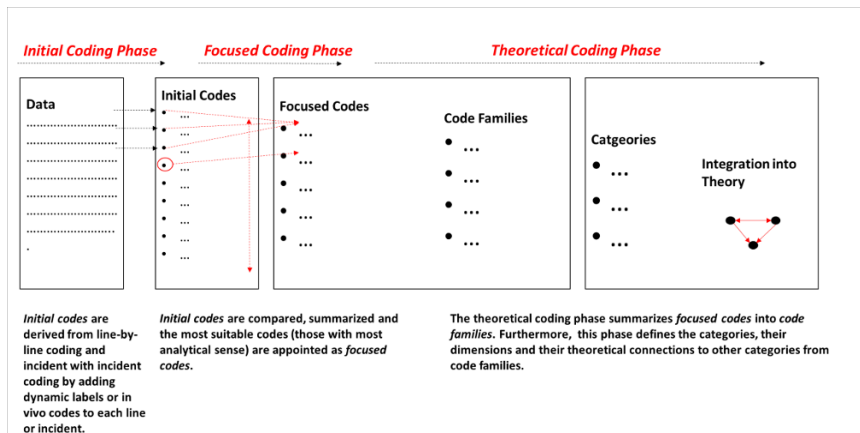 Initial Coding Phase
Focused Coding Phase
Theoretical Coding Phase
Data
Initial Codes
Focused Codes
Code Families
Catgeories
Integration into
Theory
Initial codes are
derived from line-by-
line coding and
incident with incident
coding by adding
dynamic labels or in
vivo codes to each line
or incident.
Initial codes are compared, summarized and
the most suitable codes (those with most
analytical sense) are appointed as focused
codes.
The theoretical coding phase summarizes focused codes into code
families. Furthermore, this phase defines the categories, their
dimensions and their theoretical connections to other categories from
code families.